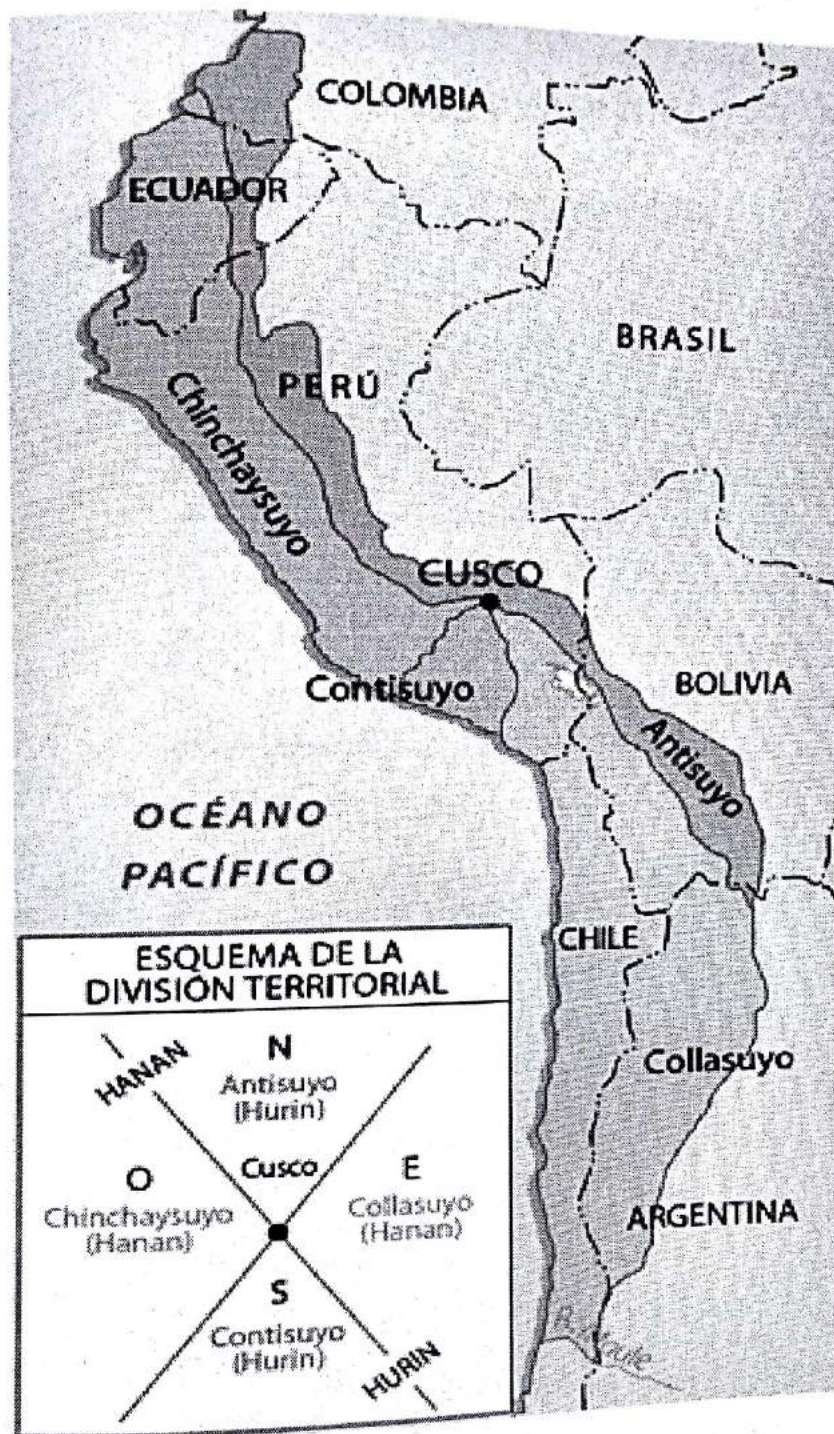 COLOMBIA
ECUADOR
BRASIL
PERÚ
Chinchaysuyo
CUSCO
Contisuyo
BOLIVIA
Antisuyo
OCÉANO
PACÍFICO
CHILE
Collasuyo
ARGENTINA
ESQUEMA DE LA
DIVISIÓN TERRITORIAL
HANAN
N
Antisuyo
(Hurin)
Cusco
O
Chinchaysuyo
(Hanan)
E
Collasuyo
(Hanan)
S
Contisuyo
(Hurin)
HURIN